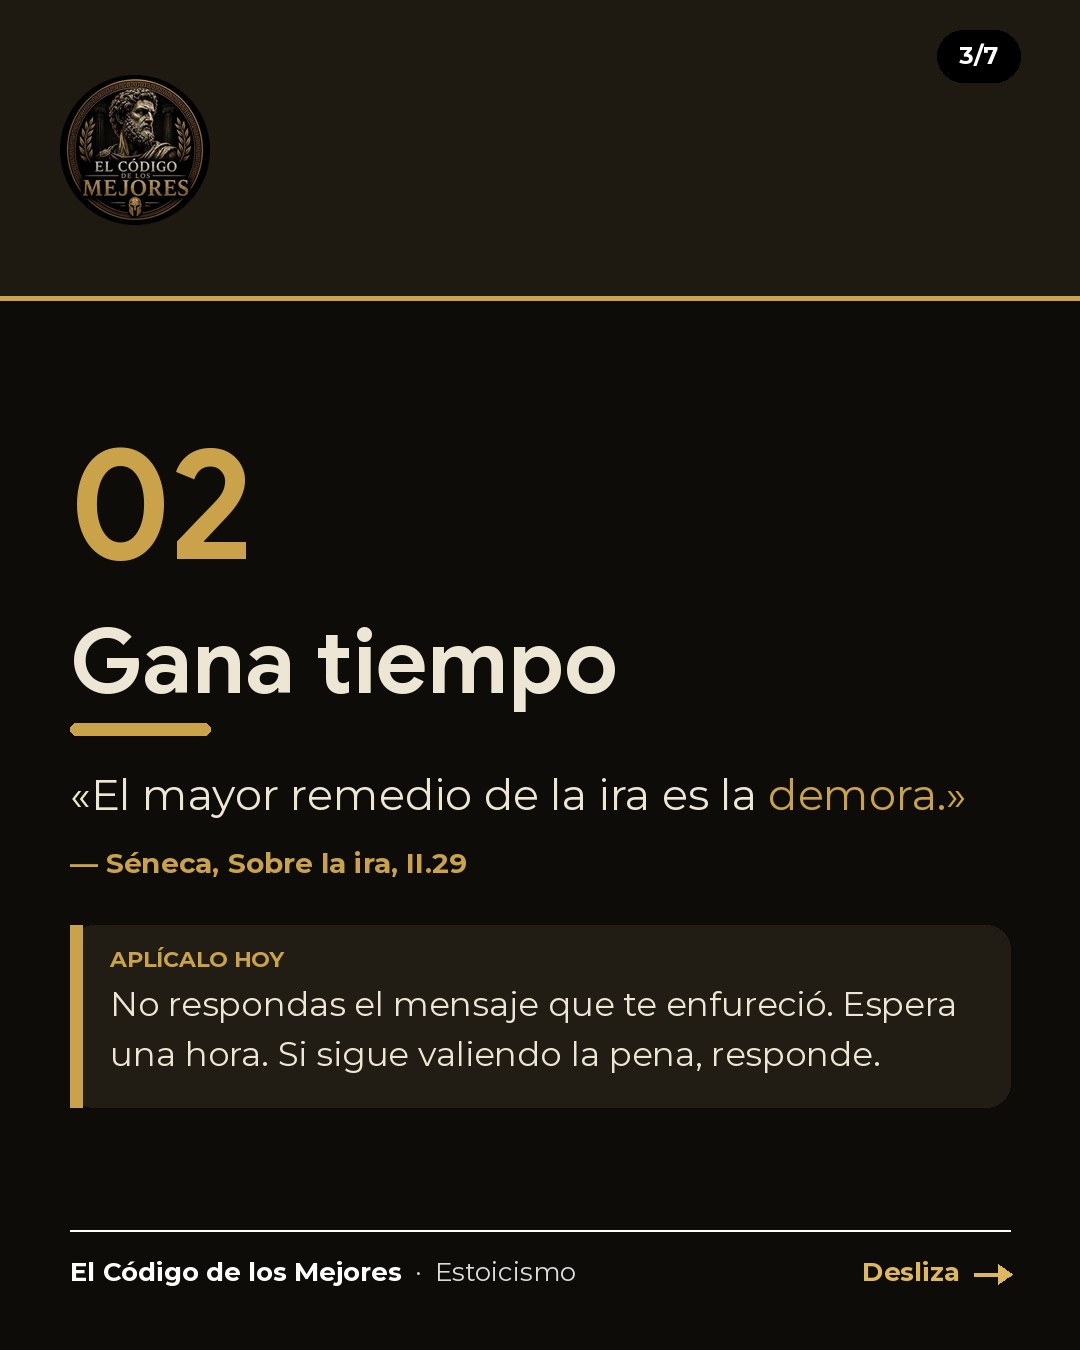 3/7
EL CÓDIGO
DE LOS
MEJORES
02
Gana tiempo
«El mayor remedio de la ira es la demora.»
— Séneca, Sobre la ira, II.29
APLÍCALO HOY
No respondas el mensaje que te enfureció. Espera
una hora. Si sigue valiendo la pena, responde.
El Código de los Mejores · Estoicismo
Desliza